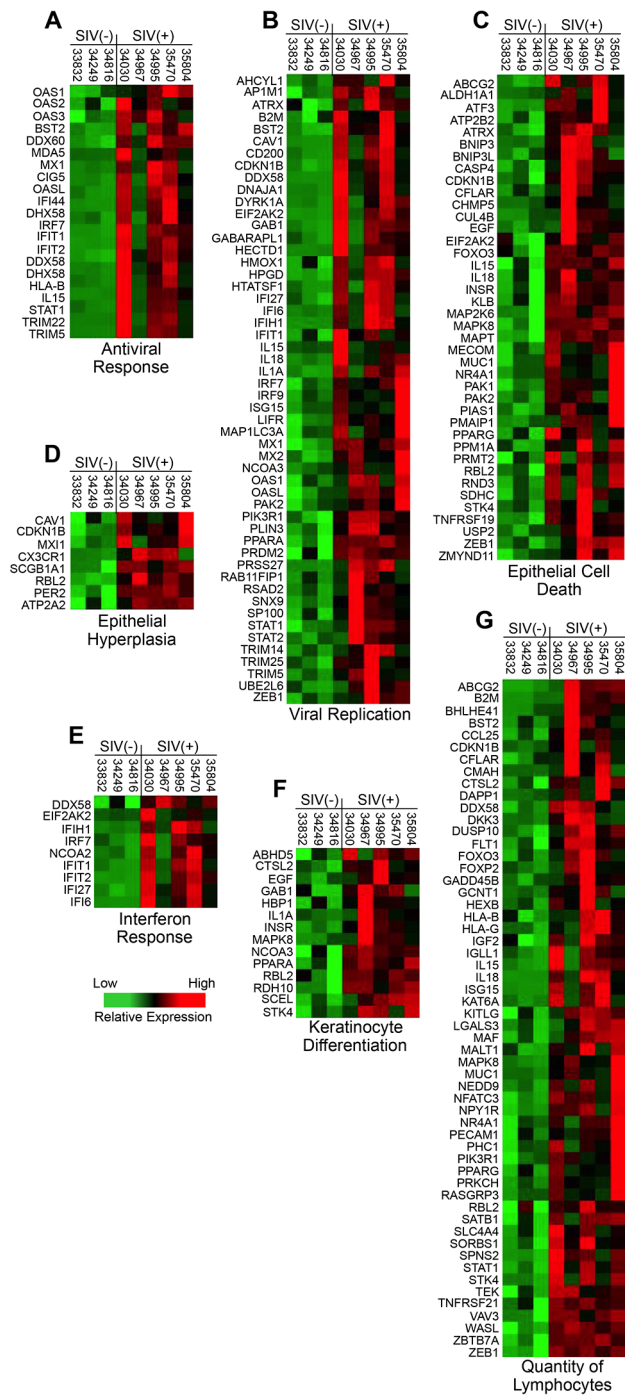 A
SIV(-) SIV(+)
33832 34249 34816 34030 34967 34995 35470 35804
OAS1
OAS2
OAS3
BST2
DDX60
MDA5
MX1
CIG5
OASL
IFI44
DHX58
IRF7
IFIT1
IFIT2
DDX58
DHX58
HLA-B
IL15
STAT1
TRIM22
TRIM5
Antiviral
Response
B
SIV(-) SIV(+)
33832 34249 34816 34030 34967 34995 35470 35804
AHCYL1
AP1M1
ATRX
B2M
BST2
CAV1
CD200
CDKN1B
DDX58
DNAJA1
DYRK1A
EIF2AK2
GAB1
GABARAPL1
HECTD1
HMOX1
HPGD
HTATSF1
IFI27
IFI6
IFIH1
IFIT1
IL15
IL18
IL1A
IRF7
IRF9
ISG15
LIFR
MAP1LC3A
MX1
MX2
NCOA3
OAS1
OASL
PAK2
PIK3R1
PLIN3
PPARA
PRDM2
PRSS27
RAB11FIP1
RSAD2
SNX9
SP100
STAT1
STAT2
TRIM14
TRIM25
TRIM5
UBE2L6
ZEB1
Viral Replication
C
SIV(-) SIV(+)
33832 34249 34816 34030 34967 34995 35470 35804
ABCG2
ALDH1A1
ATF3
ATP2B2
ATRX
BNIP3
BNIP3L
CASP4
CDKN1B
CFLAR
CHMP5
CUL4B
EGF
EIF2AK2
FOXO3
IL15
IL18
INSR
KLB
MAP2K6
MAPK8
MAPT
MECOM
MUC1
NR4A1
PAK1
PAK2
PIAS1
PMAIP1
PPARG
PPM1A
PRMT2
RBL2
RND3
SDHC
STK4
TNFRSF19
USP2
ZEB1
ZMYND11
Epithelial Cell
Death
D
SIV(-) SIV(+)
33832 34249 34816 34030 34967 34995 35470 35804
CAV1
CDKN1B
MXI1
CX3CR1
SCGB1A1
RBL2
PER2
ATP2A2
Epithelial
Hyperplasia
E
SIV(-) SIV(+)
33832 34249 34816 34030 34967 34995 35470 35804
DDX58
EIF2AK2
IFIH1
IRF7
NCOA2
IFIT1
IFIT2
IFI27
IFI6
Interferon
Response
Low High
Relative Expression
F
SIV(-) SIV(+)
33832 34249 34816 34030 34967 34995 35470 35804
ABHD5
CTSL2
EGF
GAB1
HBP1
IL1A
INSR
MAPK8
NCOA3
PPARA
RBL2
RDH10
SCEL
STK4
Keratinocyte
Differentiation
G
SIV(-) SIV(+)
33832 34249 34816 34030 34967 34995 35470 35804
ABCG2
B2M
BHLHE41
BST2
CCL25
CDKN1B
CFLAR
CMAH
CTSL2
DAPP1
DDX58
DKK3
DUSP10
FLT1
FOXO3
FOXP2
GADD45B
GCNT1
HEXB
HLA-B
HLA-G
IGF2
IGLL1
IL15
IL18
ISG15
KAT6A
KITLG
LGALS3
MAF
MALT1
MAPK8
MUC1
NEDD9
NFATC3
NPY1R
NR4A1
PECAM1
PHC1
PIK3R1
PPARG
PRKCH
RASGRP3
RBL2
SATB1
SLC4A4
SORBS1
SPNS2
STAT1
STK4
TEK
TNFRSF21
VAV3
WASL
ZBTB7A
ZEB1
Quantity of
Lymphocytes